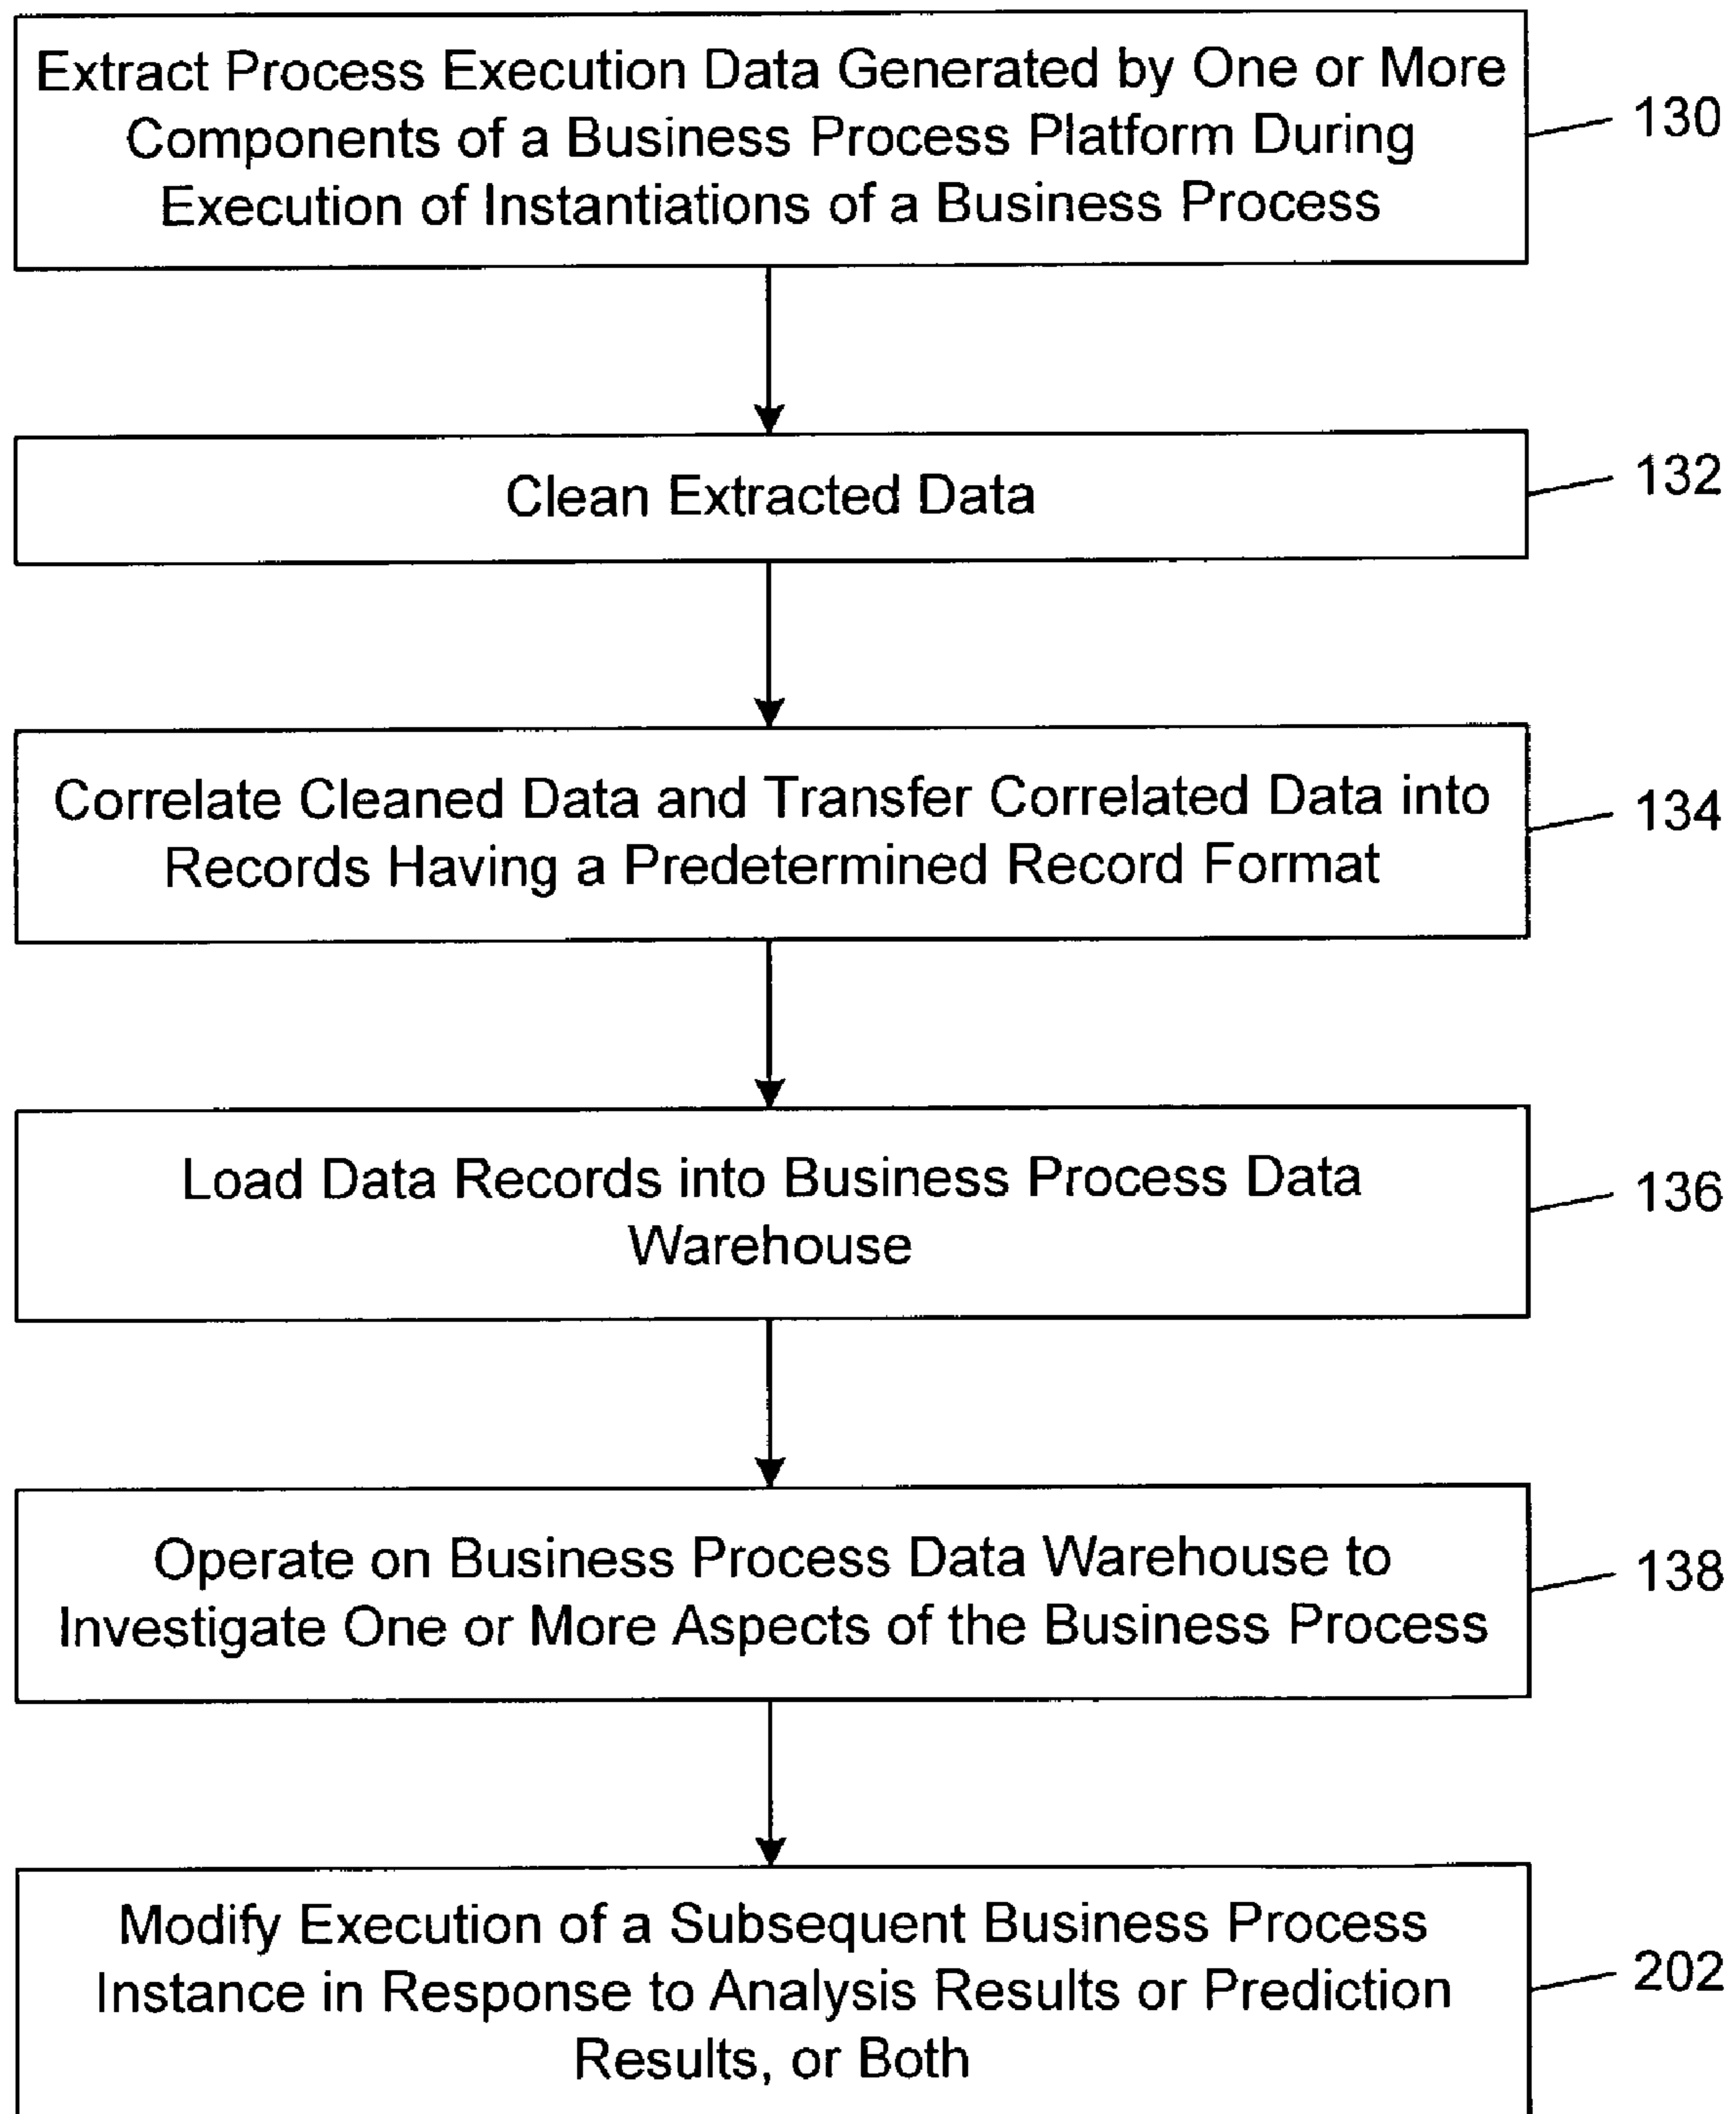 Extract Process Execution Data Generated by One or More
Components of a Business Process Platform During
Execution of Instantiations of a Business Process
130
Clean Extracted Data
132
Correlate Cleaned Data and Transfer Correlated Data into
Records Having a Predetermined Record Format
134
Load Data Records into Business Process Data
Warehouse
136
Operate on Business Process Data Warehouse to
Investigate One or More Aspects of the Business Process
138
Modify Execution of a Subsequent Business Process
Instance in Response to Analysis Results or Prediction
Results, or Both
202